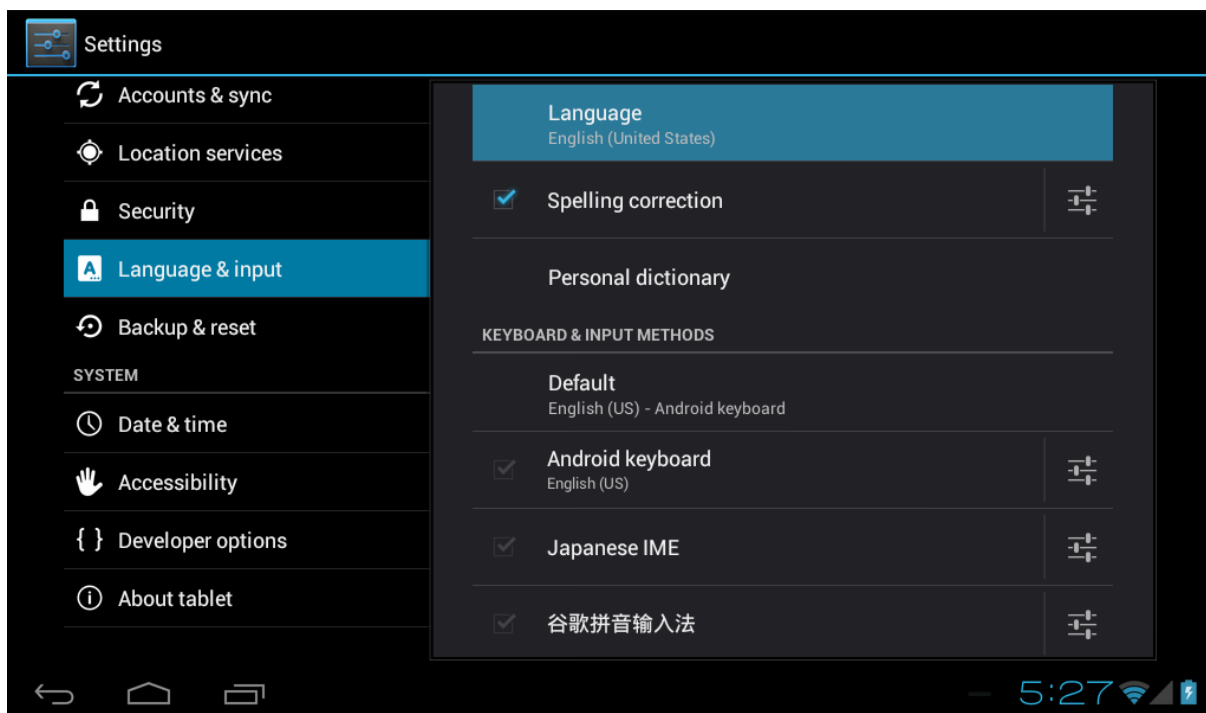 Settings
Accounts & sync
Location services
Security
Language & input
Backup & reset
SYSTEM
Date & time
Accessibility
{ } Developer options
About tablet
Language
English (United States)
Spelling correction
Personal dictionary
KEYBOARD & INPUT METHODS
Default
English (US) - Android keyboard
Android keyboard
English (US)
Japanese IME
谷歌拼音输入法
5:27